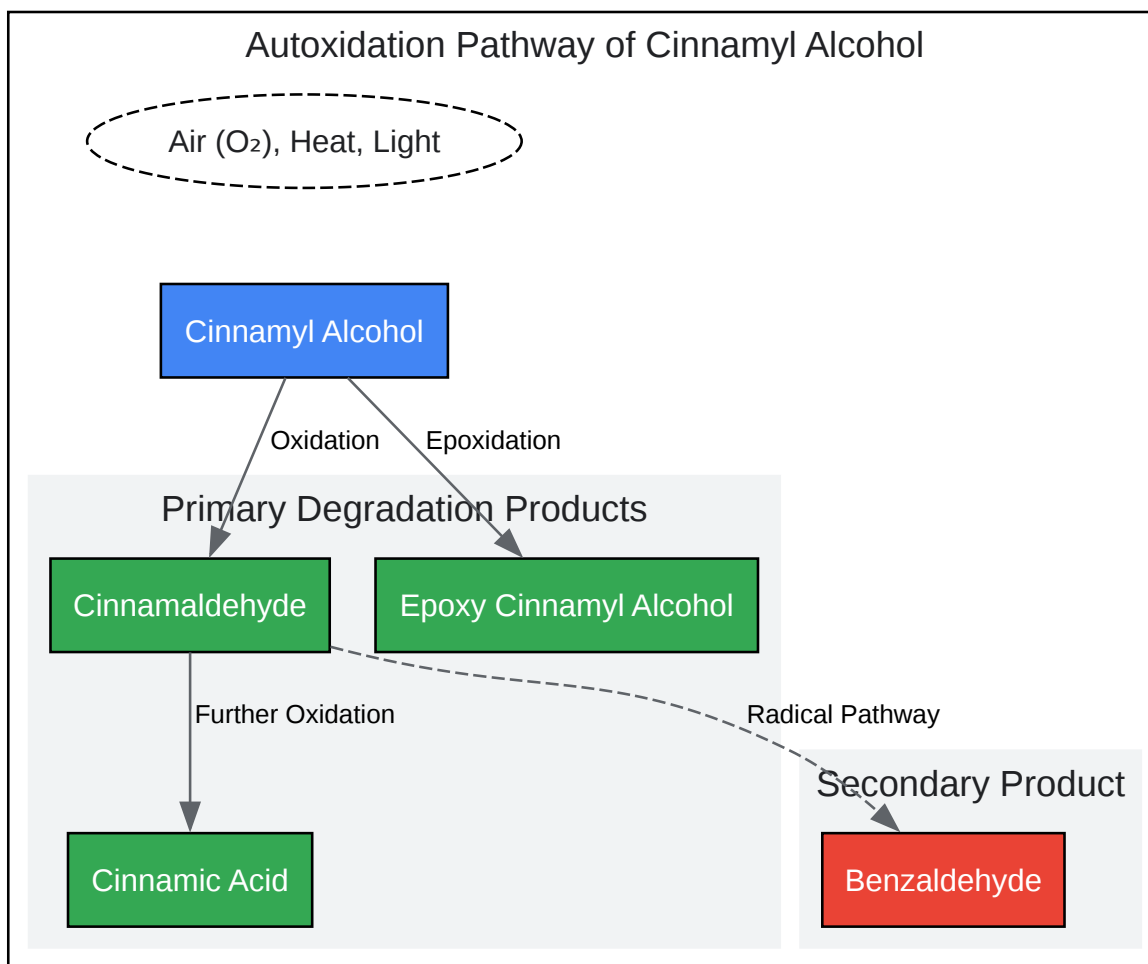 Autoxidation Pathway of Cinnamyl Alcohol
Air (O₂), Heat, Light
Cinnamyl Alcohol
Oxidation
Epoxidation
Primary Degradation Products
Cinnamaldehyde
Epoxy Cinnamyl Alcohol
Further Oxidation
Radical Pathway
Secondary Product
Cinnamic Acid
Benzaldehyde